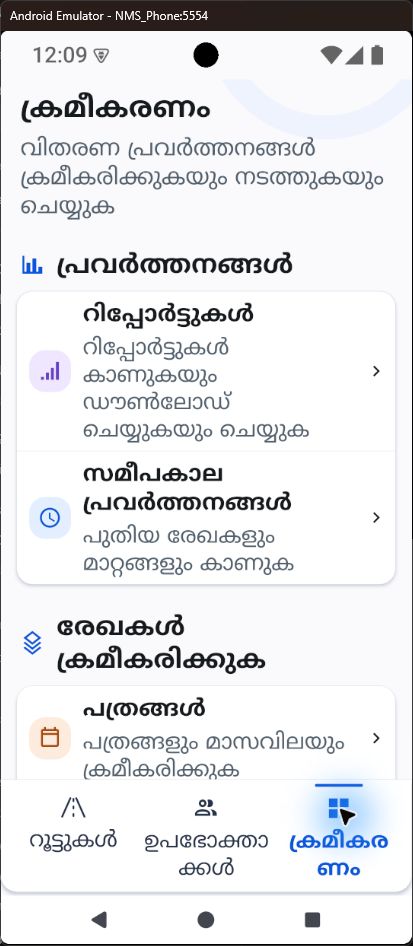 Android Emulator - NMS_Phone:5554
12:09
ക്രമീകരണം
വിതരണ പ്രവർത്തനങ്ങൾ
ക്രമീകരിക്കുകയും നടത്തുകയും
ചെയ്യുക
പ്രവർത്തനങ്ങൾ
റിപ്പോർട്ടുകൾ
റിപ്പോർട്ടുകൾ
കാണുകയും
ഡൗൺലോഡ്
ചെയ്യുകയും ചെയ്യുക
സമീപകാല
പ്രവർത്തനങ്ങൾ
പുതിയ രേഖകളും
മാറ്റങ്ങളും കാണുക
രേഖകൾ
ക്രമീകരിക്കുക
പത്രങ്ങൾ
പത്രങ്ങളും മാസവിലയും
ക്രമീകരിക്കുക
റൂട്ടുകൾ
ഉപഭോക്താ
ക്കൾ
ക്രമീകര
ണം